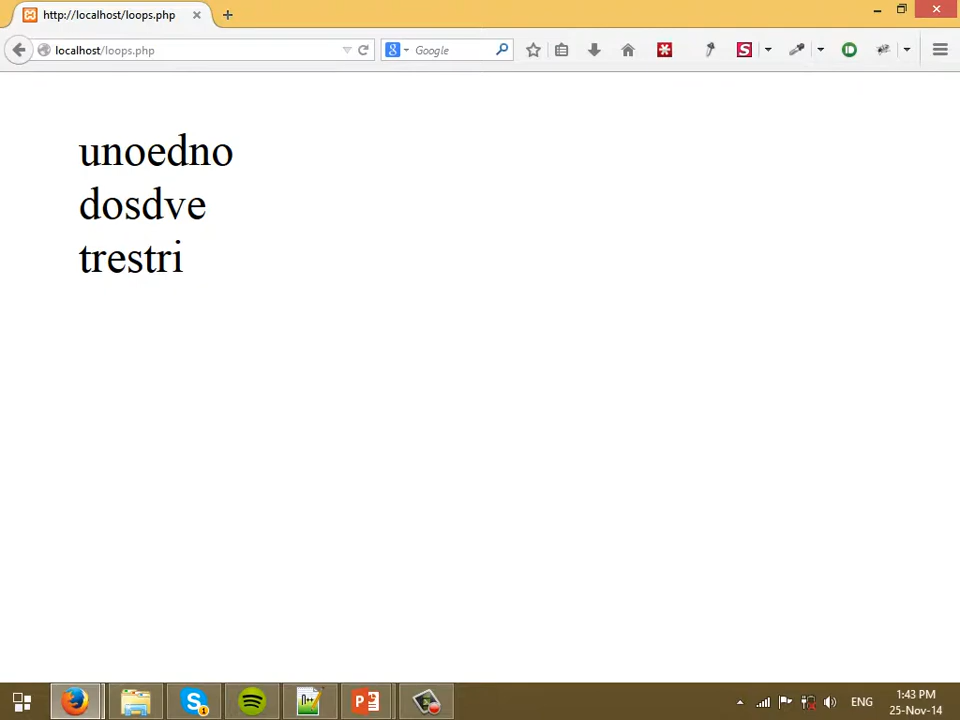 http://localhost/loops.php
localhost/loops.php
Google
unoedno
dosdve
trestri
ENG
1:43 PM
25-Nov-14